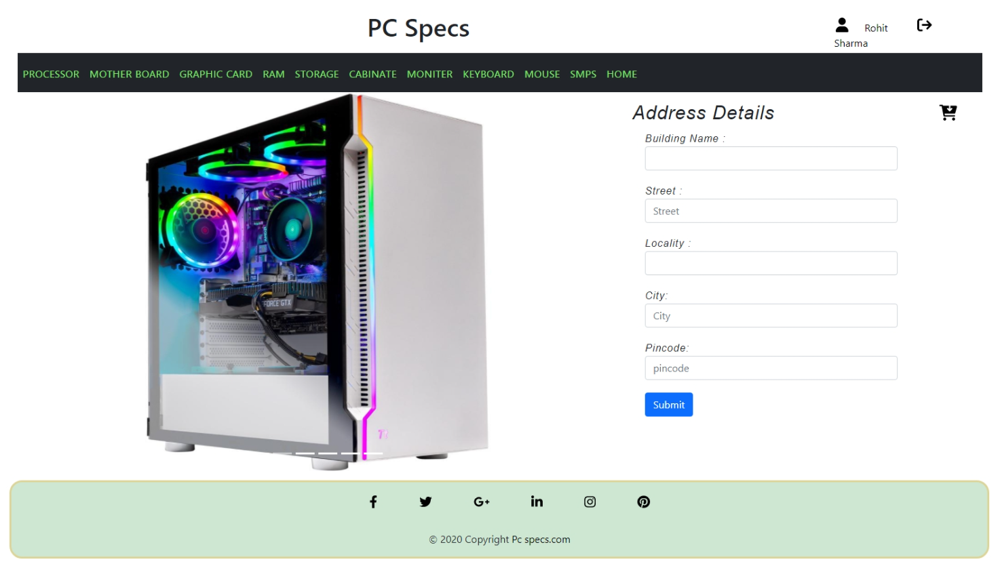 PC Specs
Rohit
Sharma
PROCESSOR MOTHER BOARD GRAPHIC CARD RAM STORAGE CABINATE MONITER KEYBOARD MOUSE SMPS HOME
Address Details
Building Name :
Street :
Street
Locality :
City:
City
Pincode:
pincode
Submit
FORCE GTX
© 2020 Copyright Pc specs.com